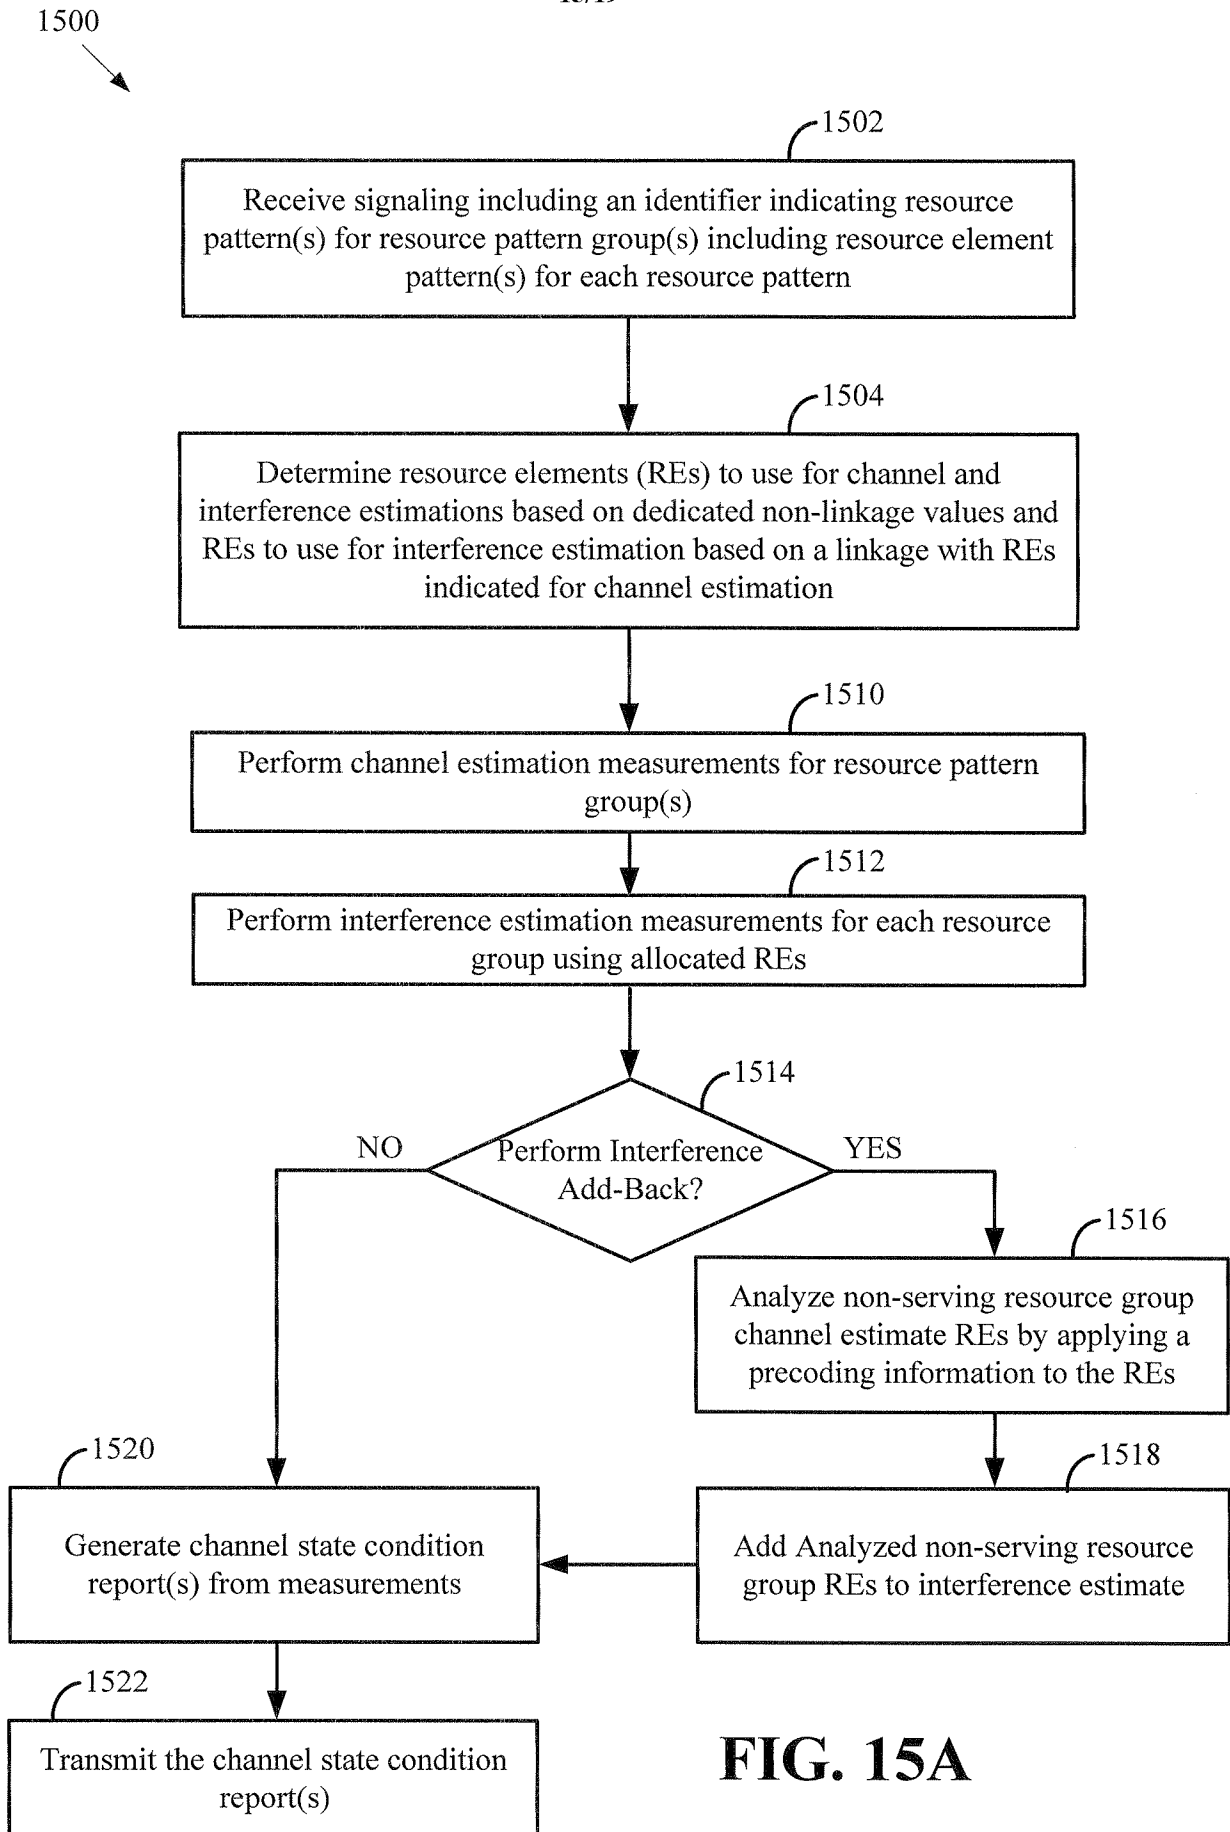 1500
1502
Receive signaling including an identifier indicating resource
pattern(s) for resource pattern group(s) including resource element
pattern(s) for each resource pattern
1504
Determine resource elements (REs) to use for channel and
interference estimations based on dedicated non-linkage values and
REs to use for interference estimation based on a linkage with REs
indicated for channel estimation
1510
Perform channel estimation measurements for resource pattern
group(s)
1512
Perform interference estimation measurements for each resource
group using allocated REs
1514
NO
Perform Interference
Add-Back?
YES
1516
Analyze non-serving resource group
channel estimate REs by applying a
precoding information to the REs
1520
Generate channel state condition
report(s) from measurements
1518
Add Analyzed non-serving resource
group REs to interference estimate
1522
Transmit the channel state condition
report(s)
FIG. 15A